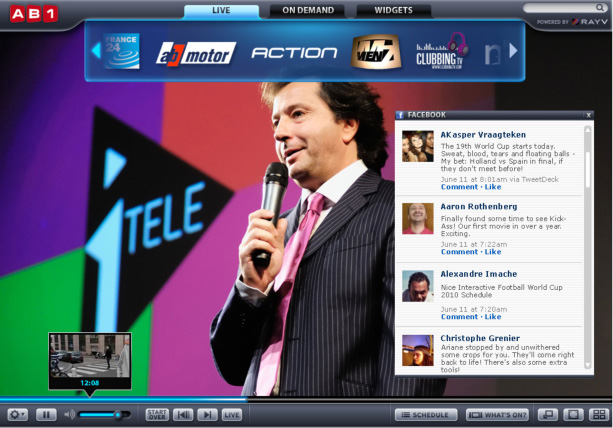 AB1
LIVE
ON DEMAND
WIDGETS
POWERED BY RAYV
FRANCE
24
ab motor
ACTION
CLUBBING
TV
FACEBOOK
x
AKasper Vraagteken
The 19th World Cup starts today.
Sweat, blood, tears and floating balls -
My bet: Holland vs Spain in final, if
they don't meet before!
June 11 at 8:01am via TweetDeck
Comment · Like
Aaron Rothenberg
Finally found some time to see Kick-
Ass! Our first movie in over a year.
Exciting.
June 11 at 7:22am
Comment · Like
Alexandre Imache
Nice Interactive Football World Cup
2010 Schedule
June 11 at 7:20am
Comment · Like
Christophe Grenier
Ariane stopped by and unwithered
some crops for you. They'll come right
back to life! There's also some extra
tools!
iTELE
12:08
START
OVER
LIVE
SCHEDULE
WHAT'S ON?